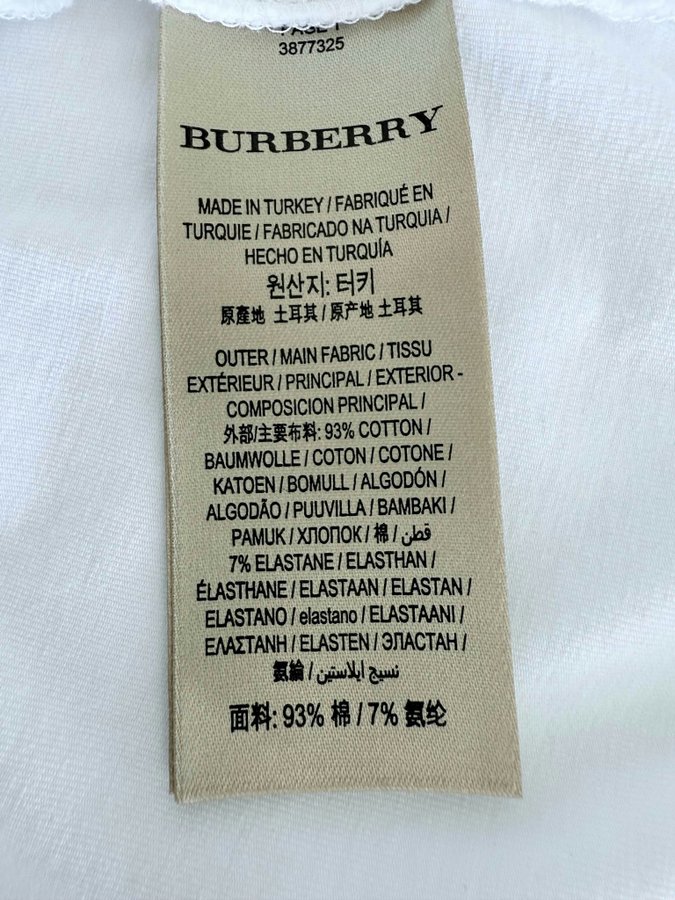 PAGE 1
3877325
BURBERRY
MADE IN TURKEY / FABRIQUÉ EN
TURQUIE / FABRICADO NA TURQUIA /
HECHO EN TURQUÍA
원산지: 터키
原產地 土耳其 / 原产地 土耳其
OUTER / MAIN FABRIC / TISSU
EXTÉRIEUR / PRINCIPAL / EXTERIOR -
COMPOSICION PRINCIPAL /
外部/主要布料: 93% COTTON /
BAUMWOLLE / COTON / COTONE /
KATOEN / BOMULL / ALGODÓN /
ALGODÃO / PUUVILLA / BAMBAKI /
PAMUK / ХЛОПОК / 棉 / قطن
7% ELASTANE / ELASTHAN /
ÉLASTHANE / ELASTAAN / ELASTAN /
ELASTANO / elastano / ELASTAANI /
ΕΛΑΣΤΑΝΗ / ELASTEN / ЭЛАСТАН /
氨綸 / نسيج ايلاستين
面料: 93% 棉 / 7% 氨纶